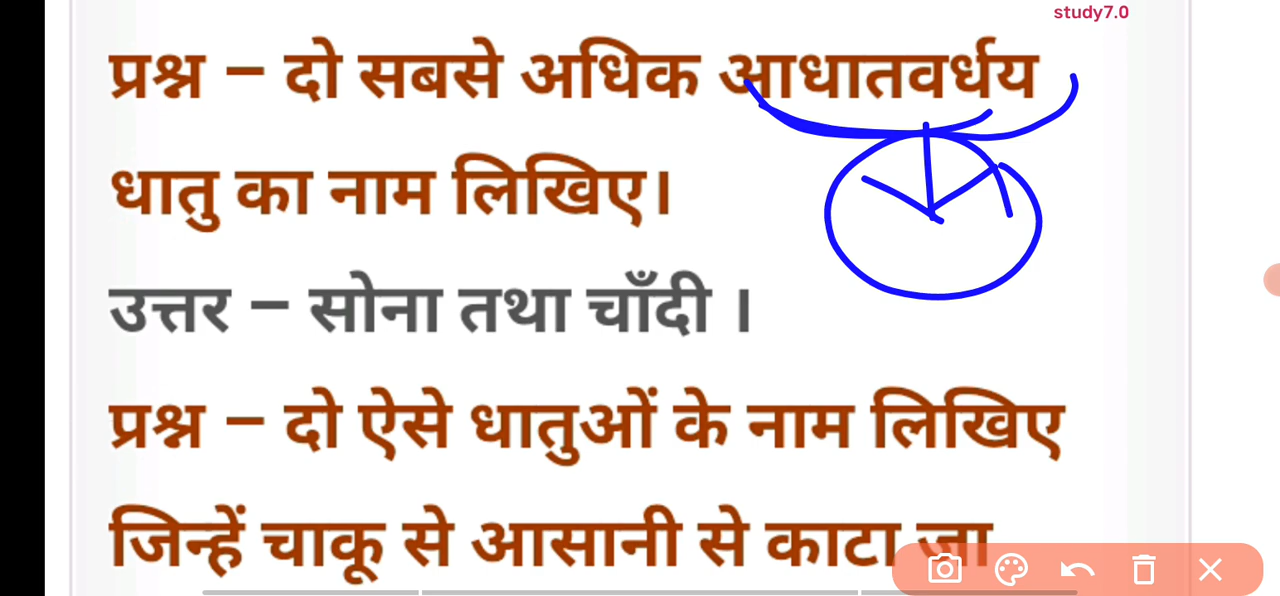 study7.0
प्रश्न – दो सबसे अधिक आधातवर्धय
धातु का नाम लिखिए।
उत्तर – सोना तथा चाँदी ।
प्रश्न – दो ऐसे धातुओं के नाम लिखिए
जिन्हें चाकू से आसानी से काटा जा